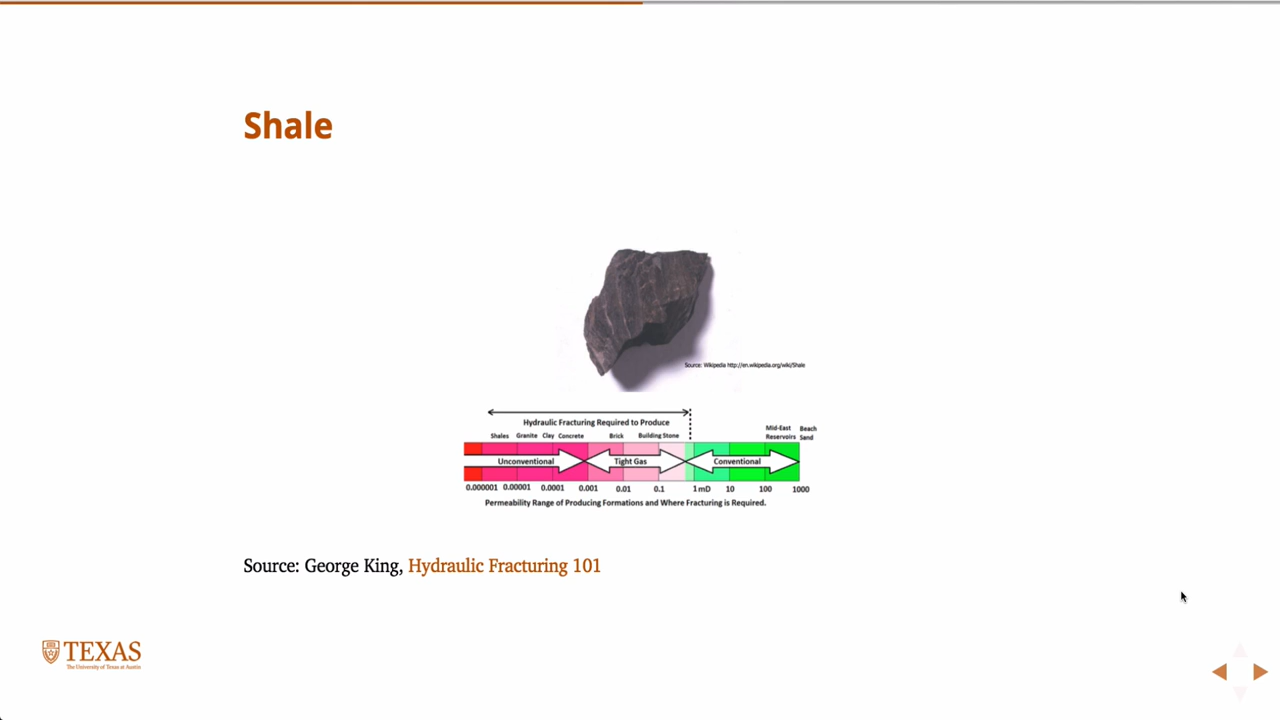 Shale
Source: Wikipedia http://en.wikipedia.org/wiki/Shale
Hydraulic Fracturing Required to Produce
Shales Granite Clay Concrete Brick Building Stone Mid-East Reservoirs Beach Sand
Unconventional Tight Gas Conventional
0.000001 0.00001 0.0001 0.001 0.01 0.1 1 mD 10 100 1000
Permeability Range of Producing Formations and Where Fracturing is Required.
Source: George King, Hydraulic Fracturing 101
TEXAS
The University of Texas at Austin